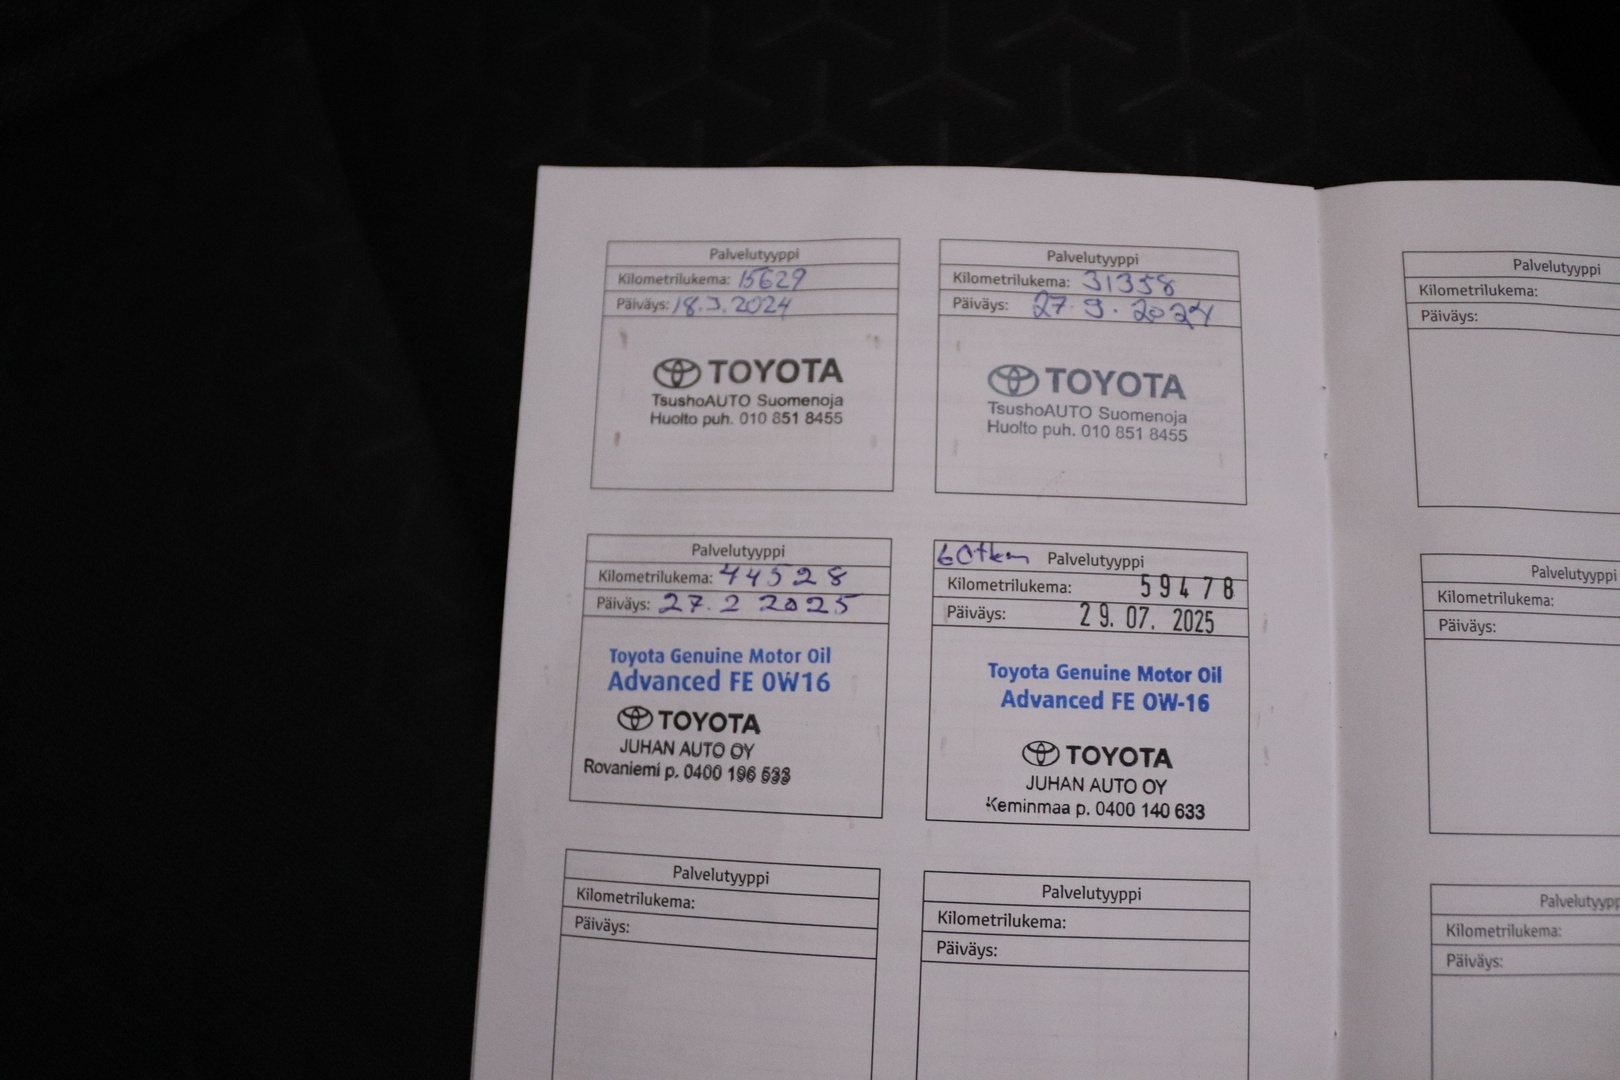 Palvelutyyppi
Kilometrilukema: 15629
Päiväys: 18.3.2024
TOYOTA
TsushoAUTO Suomenoja
Huolto puh. 010 851 8455
Palvelutyyppi
Kilometrilukema: 31358
Päiväys: 27.9.2024
TOYOTA
TsushoAUTO Suomenoja
Huolto puh. 010 851 8455
Palvelutyyppi
Kilometrilukema: 44528
Päiväys: 27.2 2025
Toyota Genuine Motor Oil
Advanced FE 0W16
TOYOTA
JUHAN AUTO OY
Rovaniemi p. 0400
60tkm Palvelutyyppi
Kilometrilukema: 59478
Päiväys: 29. 07. 2025
Toyota Genuine Motor Oil
Advanced FE 0W-16
TOYOTA
JUHAN AUTO OY
Keminmaa p. 0400 140 633
Palvelutyyppi
Kilometrilukema:
Päiväys:
Palvelutyyppi
Kilometrilukema:
Päiväys:
Palvelutyyppi
Kilometrilukema:
Päiväys:
Palvelutyyppi
Kilometrilukema:
Päiväys:
Palvelutyypp
Kilometrilukema:
Päiväys: